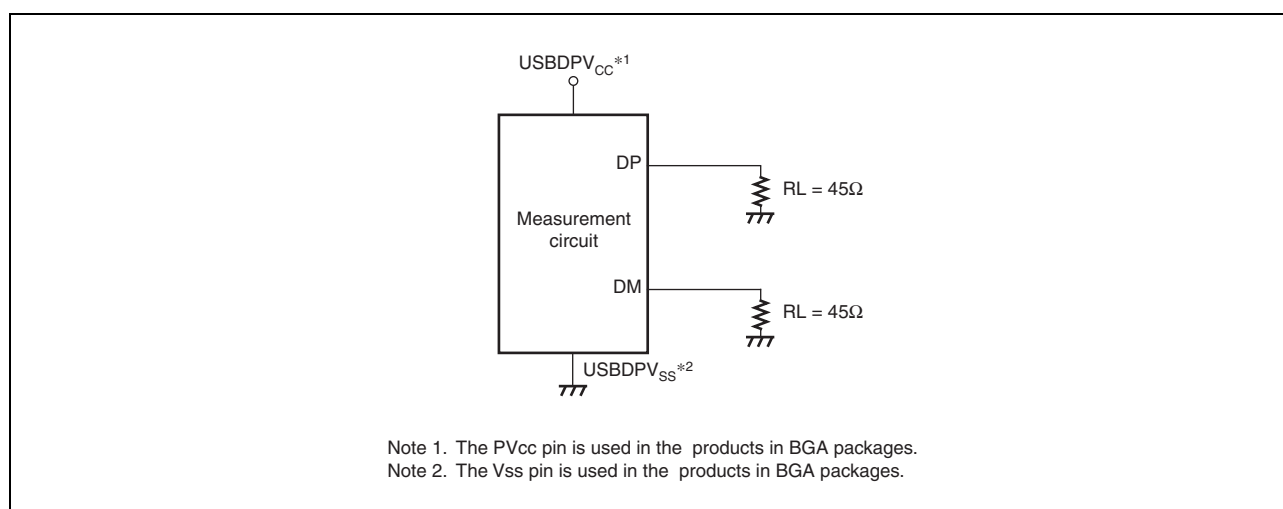 USBDPVCC*1
DP
RL = 45Ω
Measurement
circuit
DM
RL = 45Ω
USBDPVSS*2
Note 1. The PVcc pin is used in the products in BGA packages.
Note 2. The Vss pin is used in the products in BGA packages.